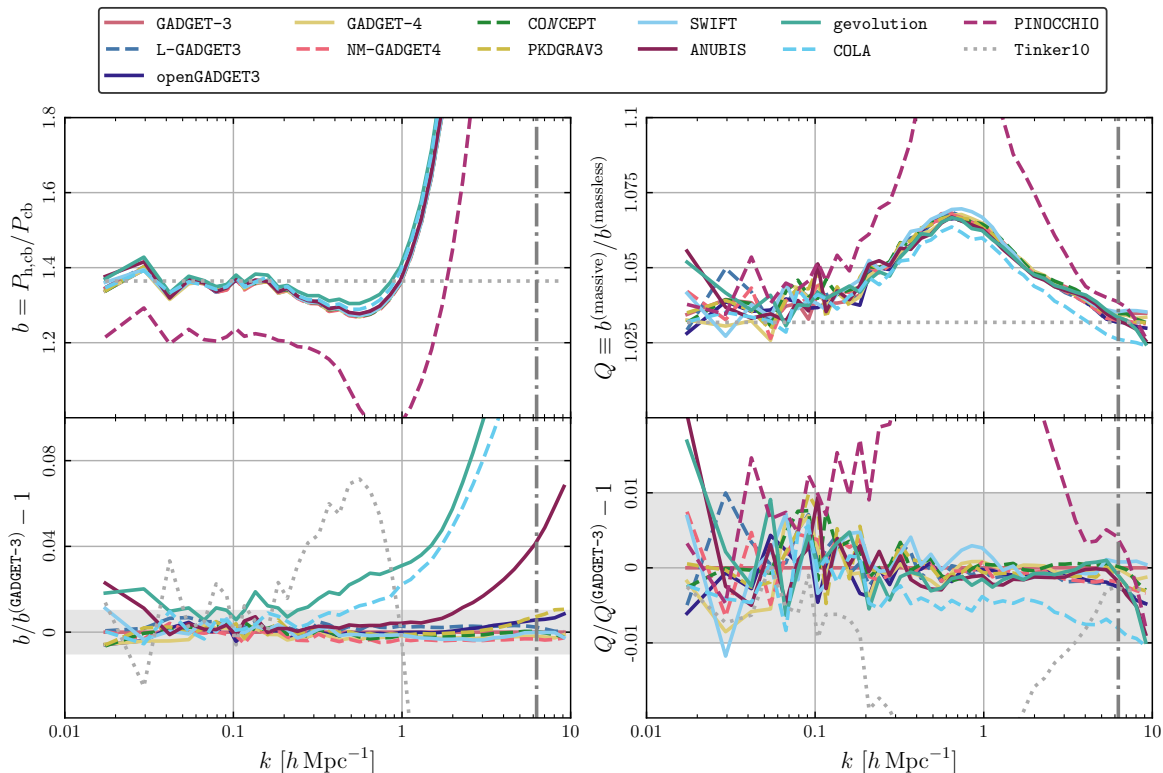 GADGET-3 GADGET-4 CONCEPT SWIFT gevolution PINOCCHIO
L-GADGET3 NM-GADGET4 PKDGRAV3 ANUBIS COLA Tinker10
openGADGET3
1.8
1.6
1.4
1.2
b = P_{h,cb}/P_{cb}
1.1
1.075
1.05
1.025
Q ≡ b^{(massive)}/b^{(massless)}
0.08
0.04
0
b/b^{(GADGET-3)} − 1
0.01
0
-0.01
Q/Q^{(GADGET-3)} − 1
0.01 0.1 1 10
k [h Mpc^{−1}]
0.01 0.1 1 10
k [h Mpc^{−1}]